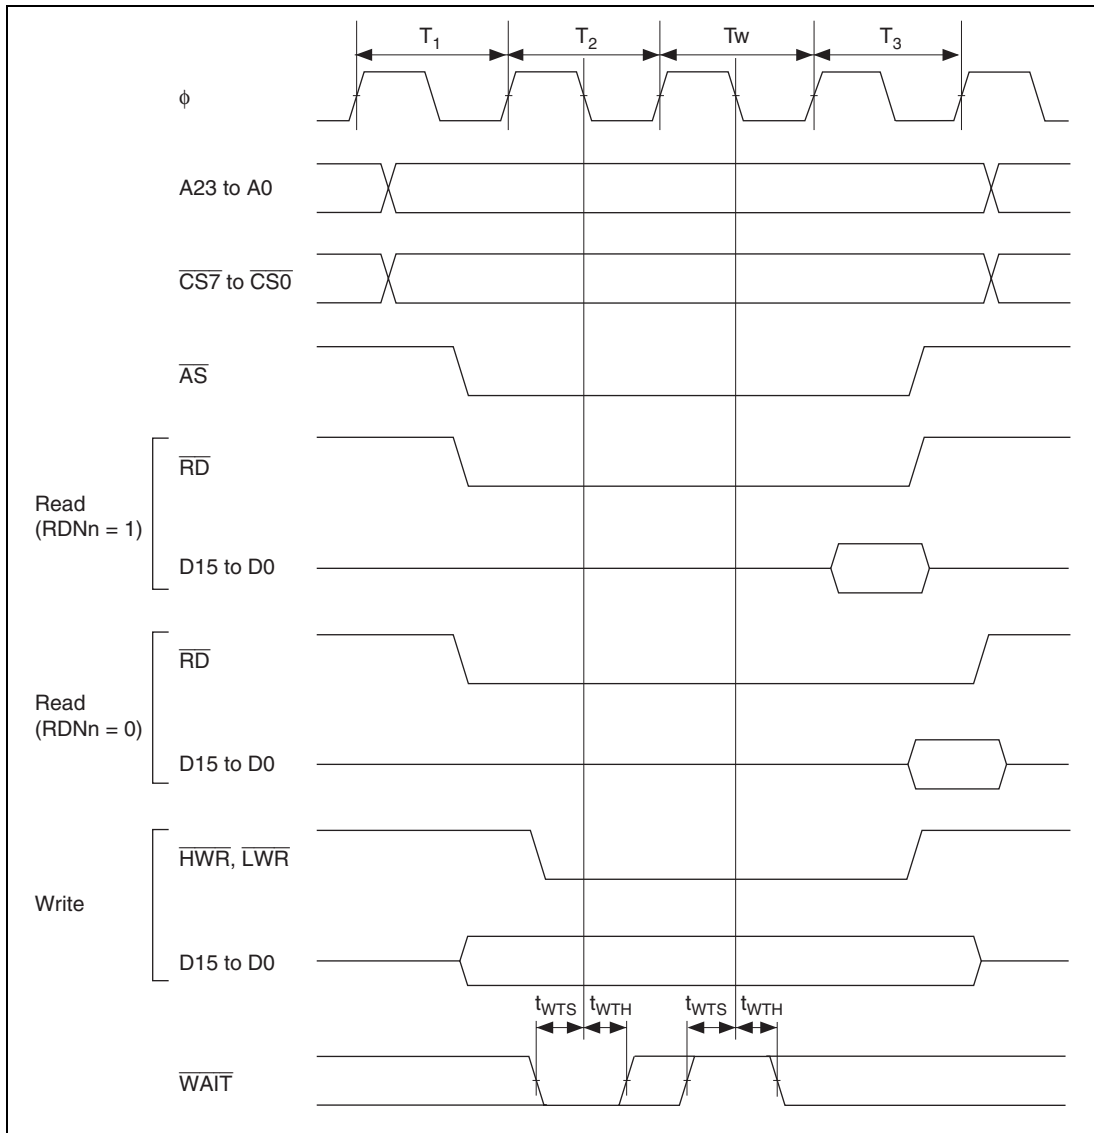 T1 T2 Tw T3
ϕ
A23 to A0
CS7 to CS0
AS
RD
Read
(RDNn = 1)
D15 to D0
RD
Read
(RDNn = 0)
D15 to D0
HWR, LWR
Write
D15 to D0
tWTS tWTH tWTS tWTH
WAIT